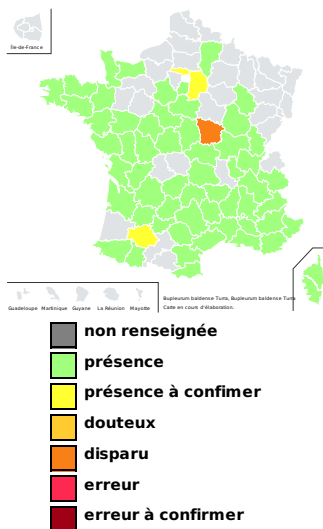 Île-de-France
Guadeloupe Martinique Guyane La Réunion Mayotte
Bupleurum baldense Turra, Bupleurum baldense Turra
Carte en cours d'élaboration.
non renseignée
présence
présence à confimer
douteux
disparu
erreur
erreur à confirmer